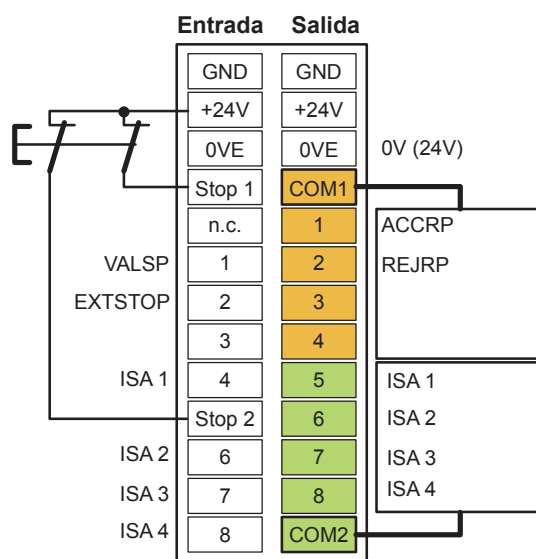 Entrada Salida
GND GND
+24V +24V
0VE 0VE 0V (24V)
Stop 1 COM1
n.c. 1 ACCRP
VALSP 1 2 REJRP
EXTSTOP 2 3
3 4
ISA 1 4 5 ISA 1
Stop 2 6 ISA 2
ISA 2 6 7 ISA 3
ISA 3 7 8 ISA 4
ISA 4 8 COM2